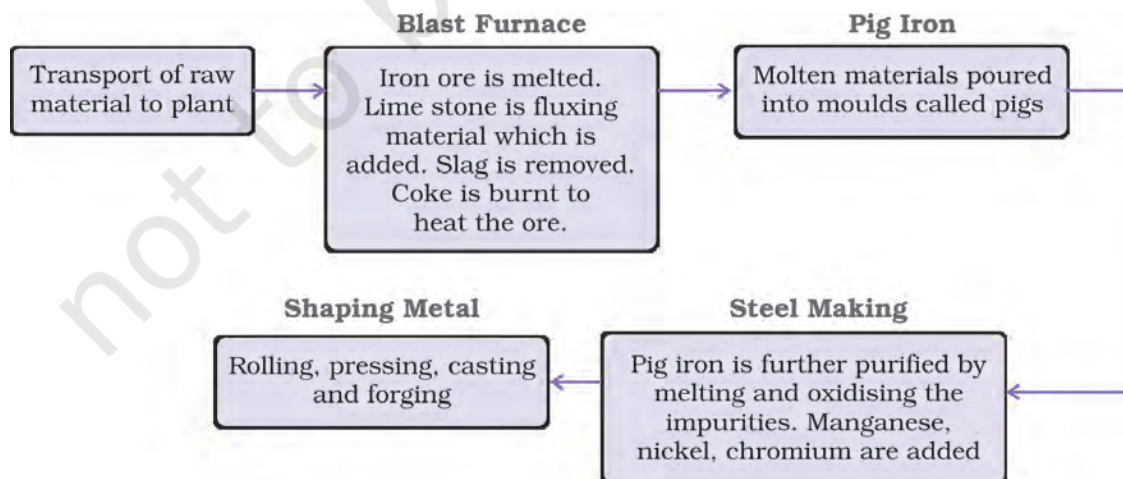 Blast Furnace
Pig Iron
Transport of raw
material to plant
Iron ore is melted.
Lime stone is fluxing
material which is
added. Slag is removed.
Coke is burnt to
heat the ore.
Molten materials poured
into moulds called pigs
Shaping Metal
Steel Making
Rolling, pressing, casting
and forging
Pig iron is further purified by
melting and oxidising the
impurities. Manganese,
nickel, chromium are added
not to b